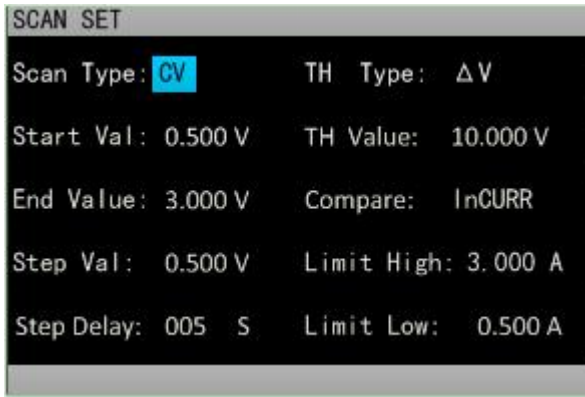 SCAN SET
Scan Type: CV TH Type: ΔV
Start Val: 0.500 V TH Value: 10.000 V
End Value: 3.000 V Compare: InCURR
Step Val: 0.500 V Limit High: 3.000 A
Step Delay: 005 S Limit Low: 0.500 A